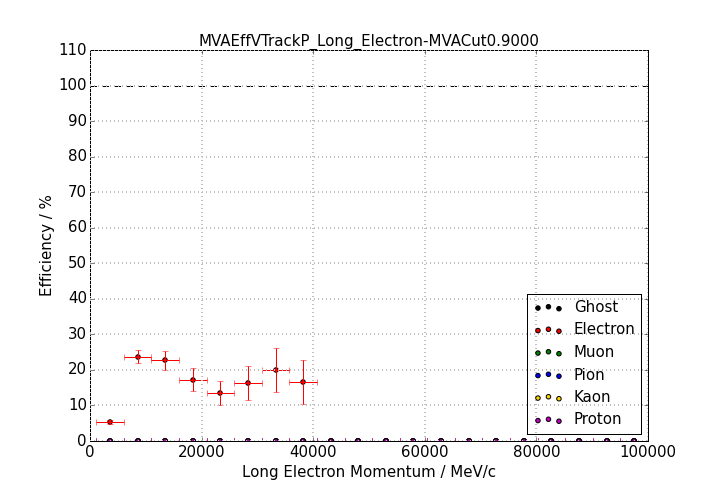 MVAEffVTrackP_Long_Electron-MVACut0.9000
110
100
90
80
70
60
50
40
30
20
10
0
Efficiency / %
Ghost
Electron
Muon
Pion
Kaon
Proton
0 20000 40000 60000 80000 100000
Long Electron Momentum / MeV/c